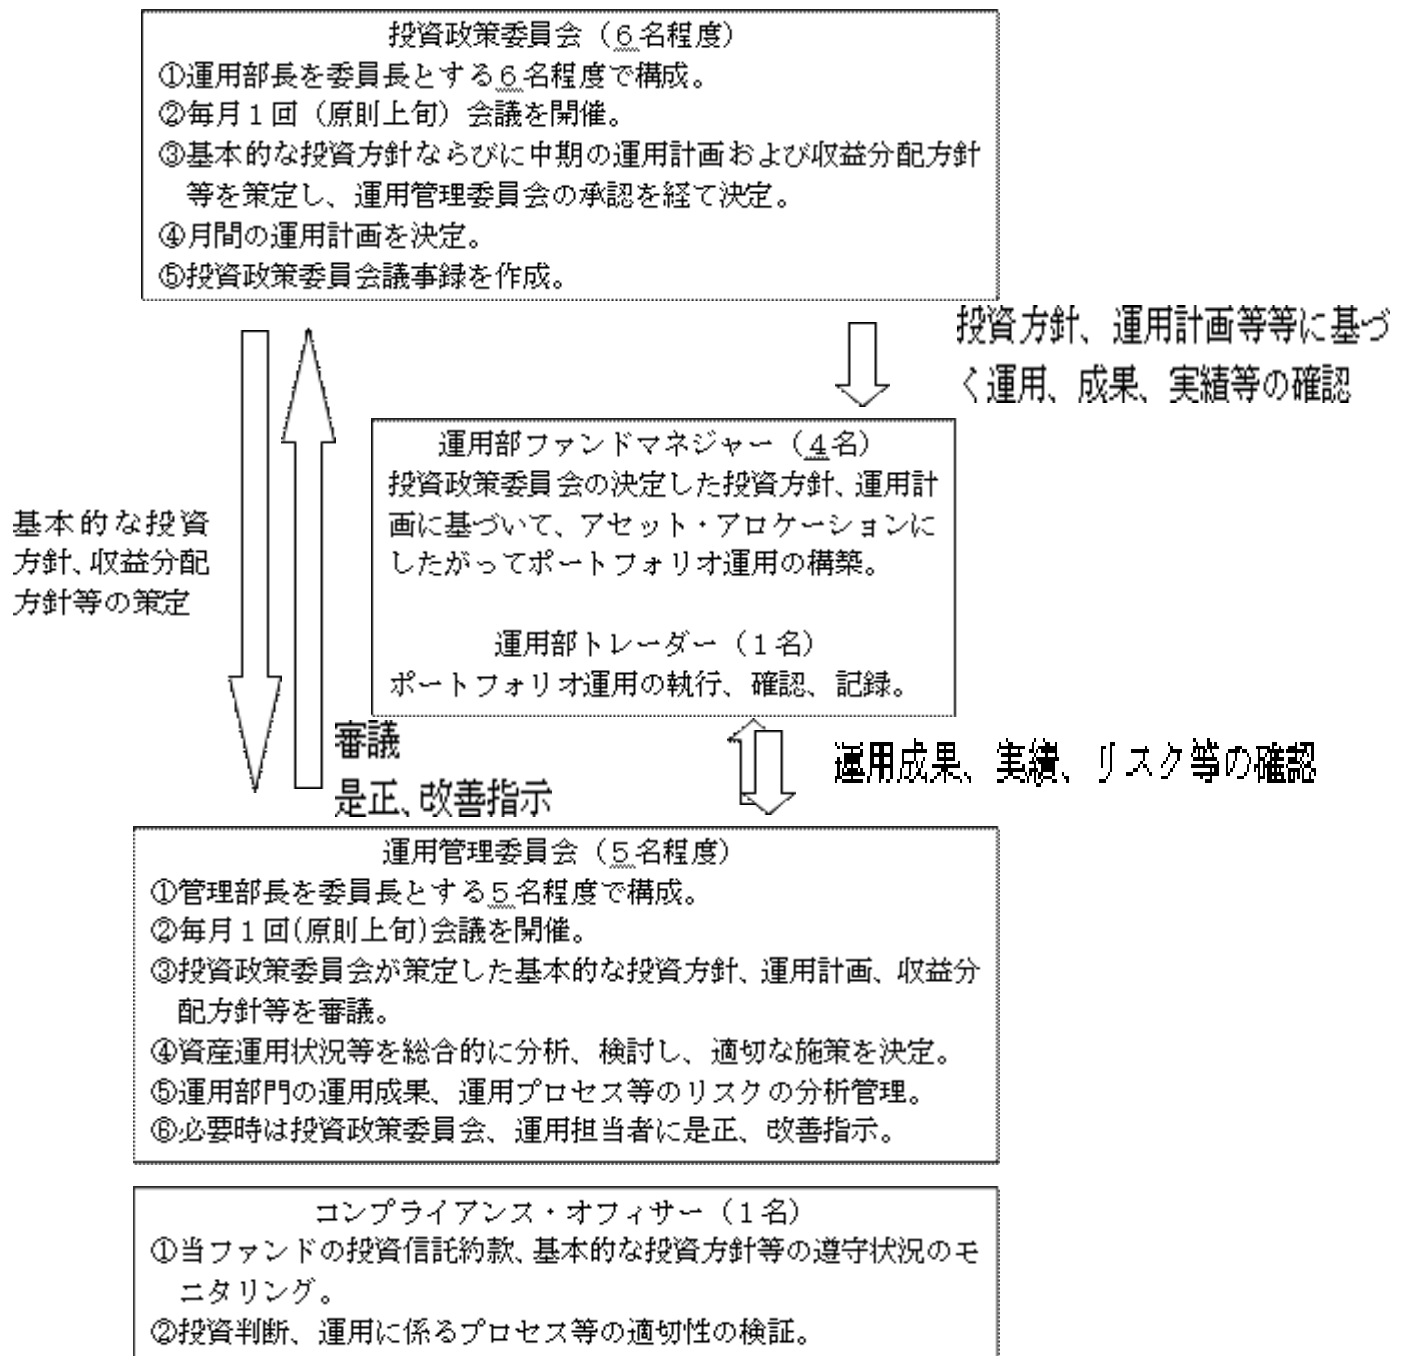 投資政策委員会（６名程度）
①運用部長を委員長とする６名程度で構成。
②毎月１回（原則上旬）会議を開催。
③基本的な投資方針ならびに中期の運用計画および収益分配方針
等を策定し、運用管理委員会の承認を経て決定。
④月間の運用計画を決定。
⑤投資政策委員会議事録を作成。
投資方針、運用計画等等に基づ
く運用、成果、実績等の確認
運用部ファンドマネジャー（４名）
投資政策委員会の決定した投資方針、運用計
画に基づいて、アセット・アロケーションに
したがってポートフォリオ運用の構築。
運用部トレーダー（１名）
ポートフォリオ運用の執行、確認、記録。
基本的な投資
方針、収益分配
方針等の策定
審議
是正、改善指示
運用成果、実績、リスク等の確認
運用管理委員会（５名程度）
①管理部長を委員長とする５名程度で構成。
②毎月１回(原則上旬)会議を開催。
③投資政策委員会が策定した基本的な投資方針、運用計画、収益分
配方針等を審議。
④資産運用状況等を総合的に分析、検討し、適切な施策を決定。
⑤運用部門の運用成果、運用プロセス等のリスクの分析管理。
⑥必要時は投資政策委員会、運用担当者に是正、改善指示。
コンプライアンス・オフィサー（１名）
①当ファンドの投資信託約款、基本的な投資方針等の遵守状況のモ
ニタリング。
②投資判断、運用に係るプロセス等の適切性の検証。